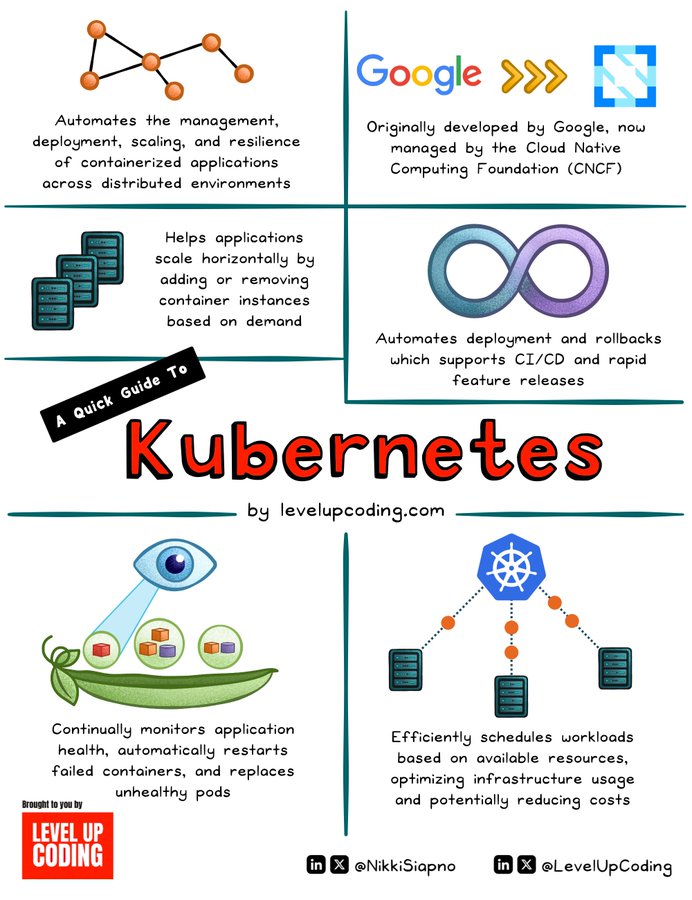 Automates the management,
deployment, scaling, and resilience
of containerized applications
across distributed environments
Google
Originally developed by Google, now
managed by the Cloud Native
Computing Foundation (CNCF)
Helps applications
scale horizontally by
adding or removing
container instances
based on demand
Automates deployment and rollbacks
which supports CI/CD and rapid
feature releases
A Quick Guide To
Kubernetes
by levelupcoding.com
Continually monitors application
health, automatically restarts
failed containers, and replaces
unhealthy pods
Efficiently schedules workloads
based on available resources,
optimizing infrastructure usage
and potentially reducing costs
Brought to you by
LEVEL UP
CODING
in X @NikkiSiapno
in X @LevelUpCoding